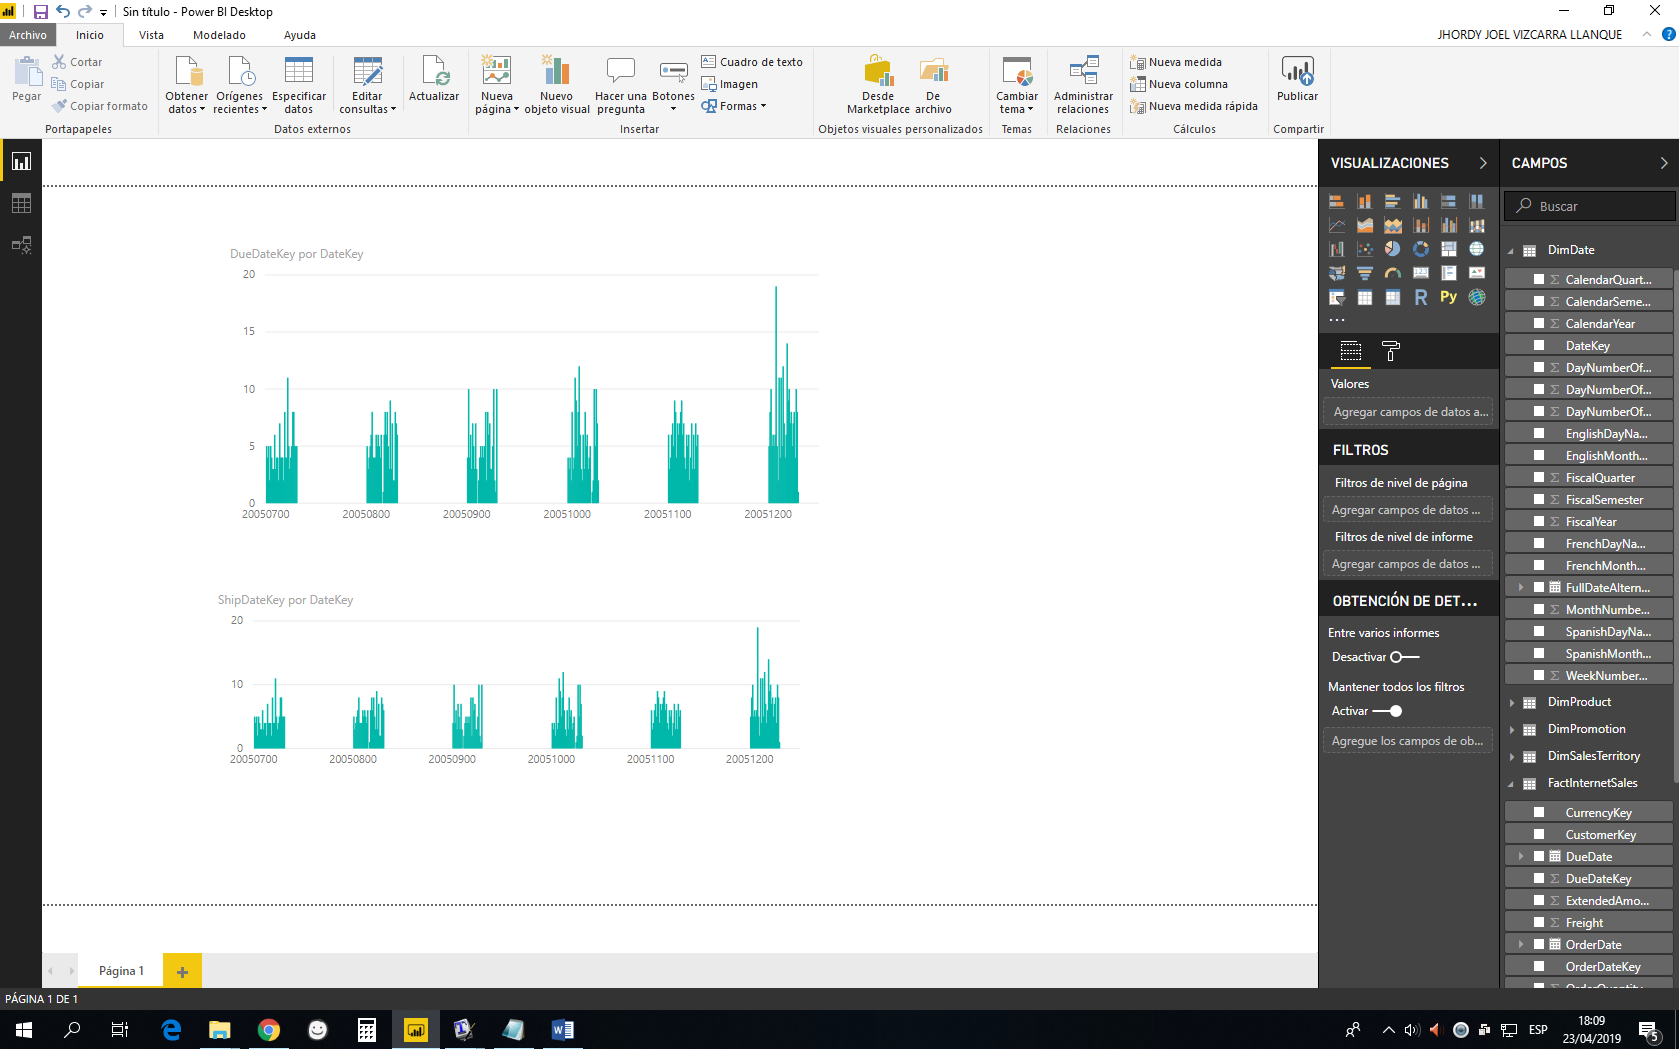 Sin título - Power BI Desktop
Archivo
Inicio
Vista
Modelado
Ayuda
JHORDY JOEL VIZCARRA LLANQUE
?
Pegar
Cortar
Copiar
Copiar formato
Portapapeles
Obtener datos
Orígenes recientes
Especificar datos
Editar consultas
Actualizar
Datos externos
Nueva página
Nuevo objeto visual
Hacer una pregunta
Botones
Cuadro de texto
Imagen
Formas
Insertar
Desde Marketplace
De archivo
Objetos visuales personalizados
Cambiar tema
Temas
Administrar relaciones
Relaciones
Nueva medida
Nueva columna
Nueva medida rápida
Cálculos
Publicar
Compartir
DueDateKey por DateKey
20
15
10
5
0
20050700 20050800 20050900 20051000 20051100 20051200
ShipDateKey por DateKey
20
10
0
20050700 20050800 20050900 20051000 20051100 20051200
VISUALIZACIONES
R Py
...
Valores
Agregar campos de datos a...
FILTROS
Filtros de nivel de página
Agregar campos de datos ...
Filtros de nivel de informe
Agregar campos de datos ...
OBTENCIÓN DE DET...
Entre varios informes
Desactivar
Mantener todos los filtros
Activar
Agregue los campos de ob...
CAMPOS
Buscar
DimDate
Σ CalendarQuart...
Σ CalendarSeme...
Σ CalendarYear
DateKey
Σ DayNumberOf...
Σ DayNumberOf...
Σ DayNumberOf...
EnglishDayNa...
EnglishMonth...
Σ FiscalQuarter
Σ FiscalSemester
Σ FiscalYear
FrenchDayNa...
FrenchMonth...
FullDateAltern...
Σ MonthNumbe...
SpanishDayNa...
SpanishMonth...
Σ WeekNumber...
DimProduct
DimPromotion
DimSalesTerritory
FactInternetSales
CurrencyKey
CustomerKey
DueDate
Σ DueDateKey
Σ ExtendedAmo...
Σ Freight
OrderDate
OrderDateKey
Σ OrderQuantity
Página 1
+
PÁGINA 1 DE 1
ESP
18:09
23/04/2019
5